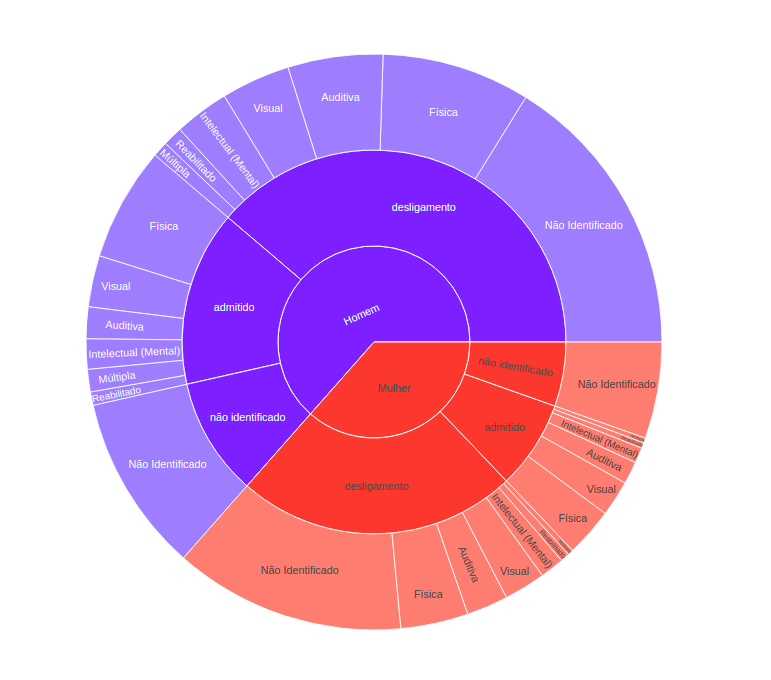 Homem
desligamento
Não Identificado
Física
Auditiva
Visual
Intelectual (Mental)
Reabilitado
Múltipla
admitido
Física
Visual
Auditiva
Intelectual (Mental)
Múltipla
Reabilitado
não identificado
Não Identificado
Mulher
desligamento
Não Identificado
Física
Auditiva
Visual
Intelectual (Mental)
Reabilitado
admitido
Física
Visual
Auditiva
Intelectual (Mental)
não identificado
Não Identificado